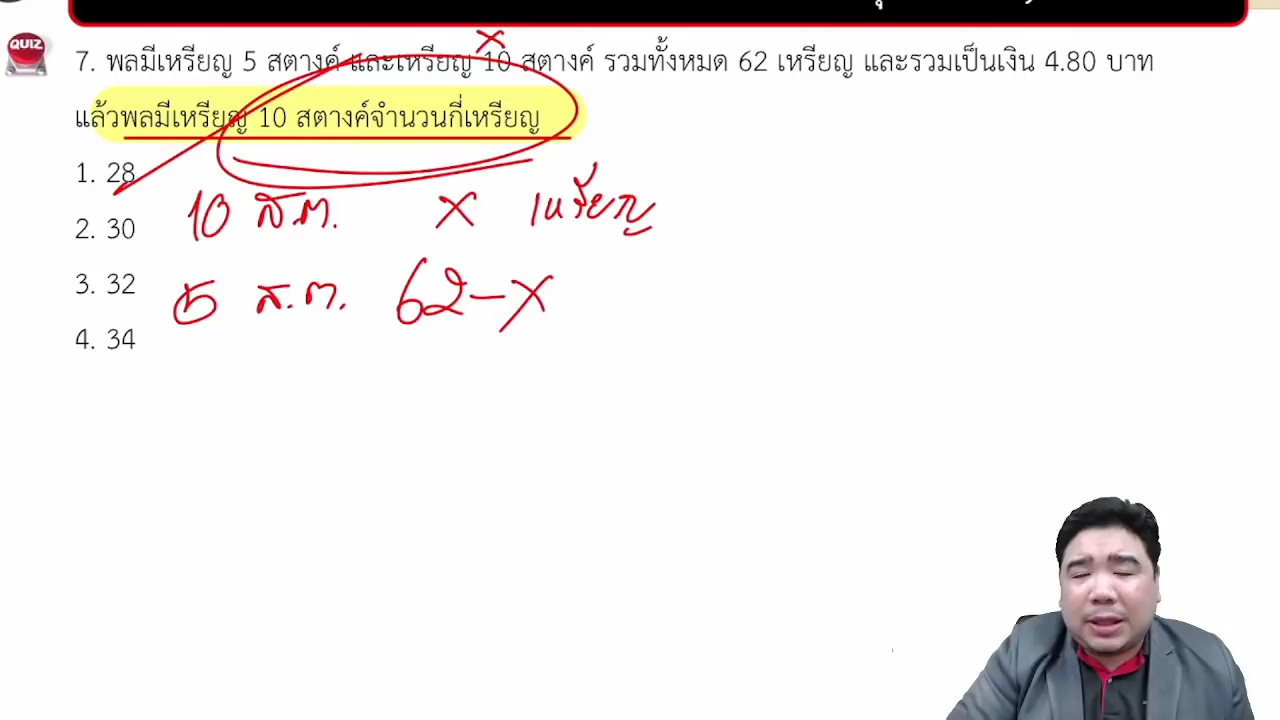 QUIZ
7. พลมีเหรียญ 5 สตางค์ และเหรียญ 10 สตางค์ รวมทั้งหมด 62 เหรียญ และรวมเป็นเงิน 4.80 บาท
x
แล้วพลมีเหรียญ 10 สตางค์จำนวนกี่เหรียญ
1. 28
2. 30
3. 32
4. 34
10 ส.ต. x เหรียญ
5 ส.ต. 62-x